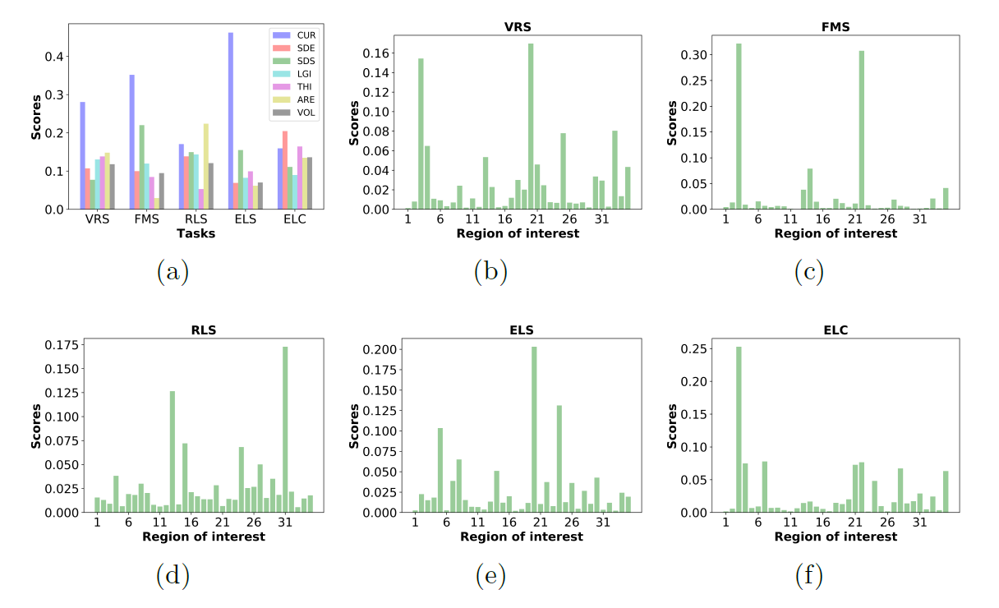 Scores
0.4
0.3
0.2
0.1
0.0
CUR
SDE
SDS
LGI
THI
ARE
VOL
VRS FMS RLS ELS ELC
Tasks
(a)
VRS
Scores
0.16
0.14
0.12
0.10
0.08
0.06
0.04
0.02
0.00
1 6 11 16 21 26 31
Region of interest
(b)
FMS
Scores
0.30
0.25
0.20
0.15
0.10
0.05
0.00
1 6 11 16 21 26 31
Region of interest
(c)
RLS
Scores
0.175
0.150
0.125
0.100
0.075
0.050
0.025
0.000
1 6 11 16 21 26 31
Region of interest
(d)
ELS
Scores
0.200
0.175
0.150
0.125
0.100
0.075
0.050
0.025
0.000
1 6 11 16 21 26 31
Region of interest
(e)
ELC
Scores
0.25
0.20
0.15
0.10
0.05
0.00
1 6 11 16 21 26 31
Region of interest
(f)